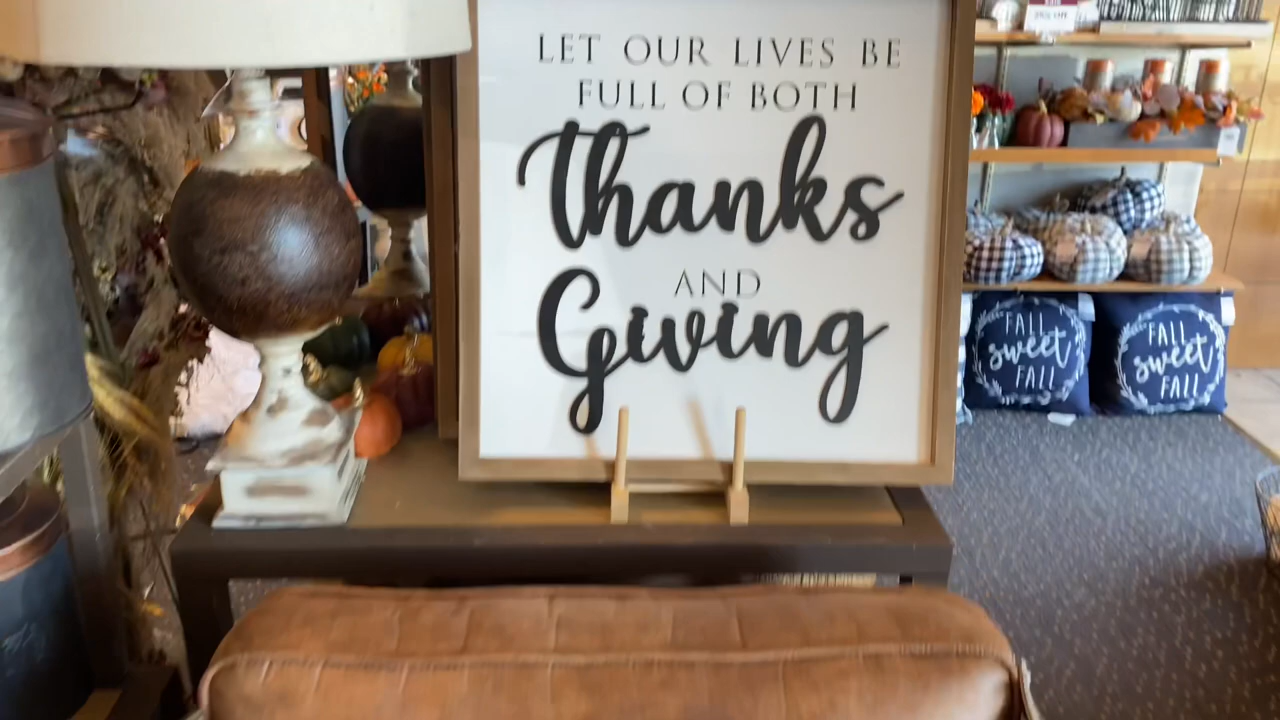 LET OUR LIVES BE
FULL OF BOTH
Thanks
AND
Giving
FALL
sweet
FALL
FALL
sweet
FALL